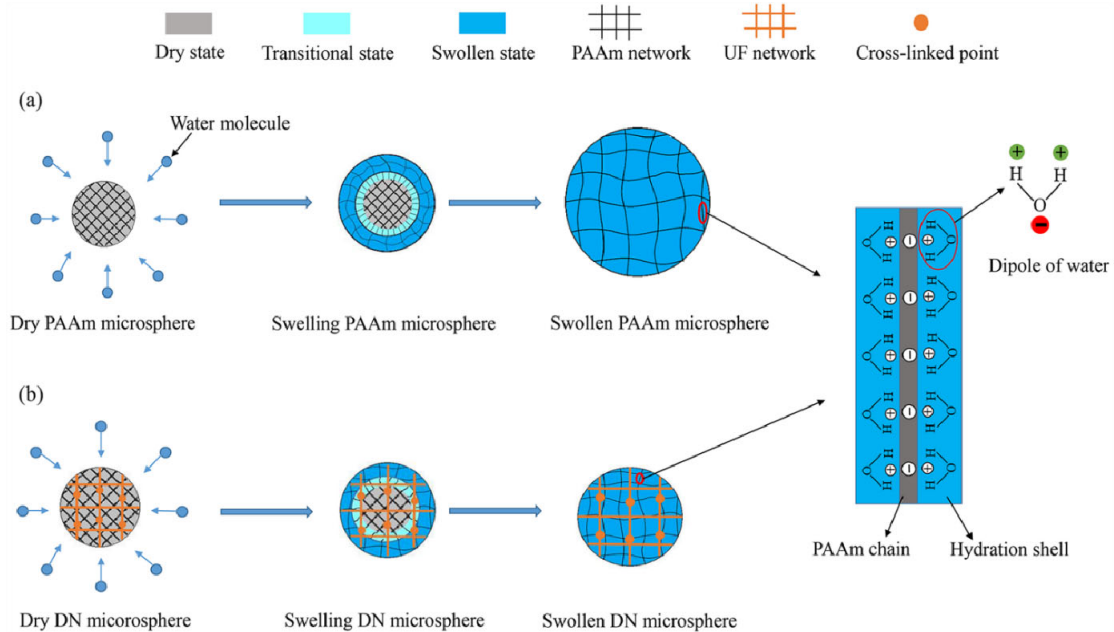 Dry state
Transitional state
Swollen state
PAAm network
UF network
Cross-linked point
(a)
Water molecule
Dry PAAm microsphere
Swelling PAAm microsphere
Swollen PAAm microsphere
H H
O
Dipole of water
(b)
Dry DN micorosphere
Swelling DN microsphere
Swollen DN microsphere
H + − + H
O O
H H
H + − + H
O O
H H
H + − + H
O O
H H
H + − + H
O O
H H
H + − + H
O O
H H
PAAm chain
Hydration shell